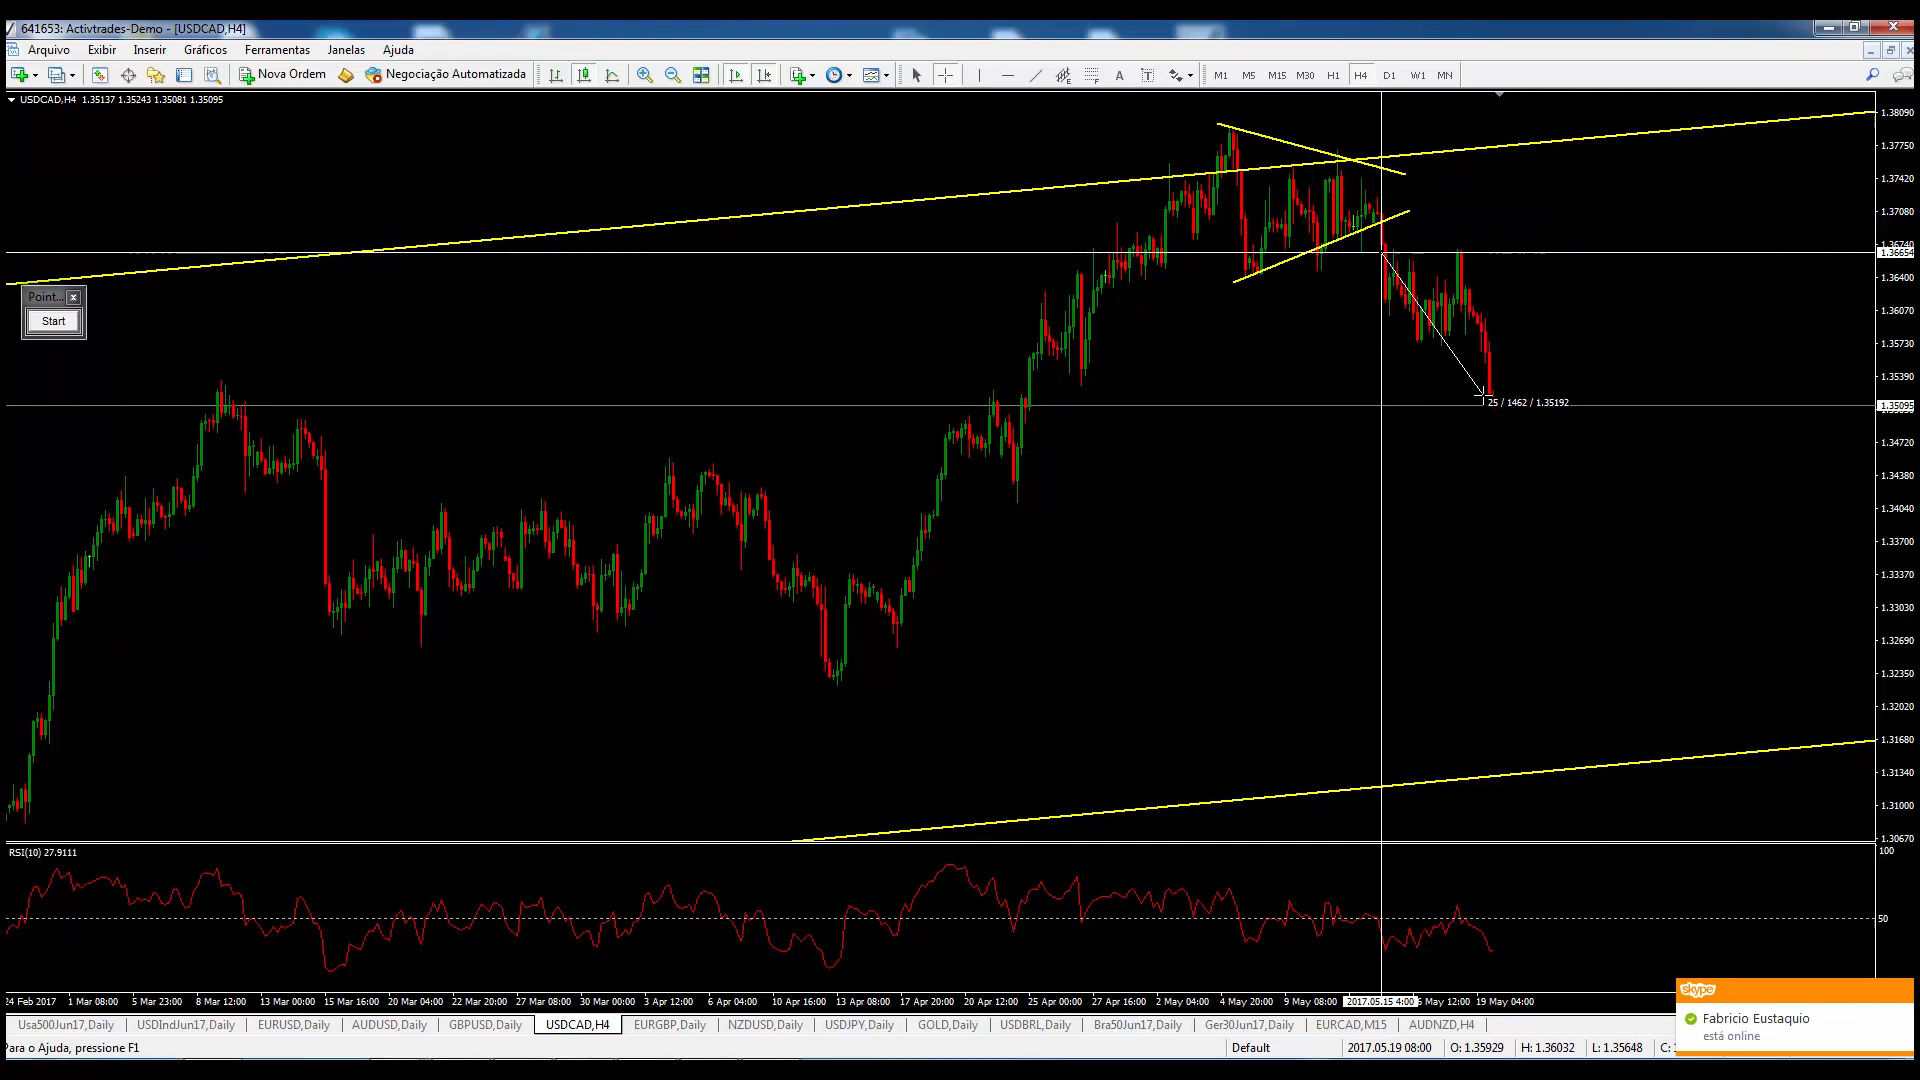 641653: Activtrades-Demo - [USDCAD,H4]
Arquivo Exibir Inserir Gráficos Ferramentas Janelas Ajuda
Nova Ordem Negociação Automatizada A T M1 M5 M15 M30 H1 H4 D1 W1 MN
USDCAD,H4 1.35137 1.35243 1.35081 1.35095
1.38090
1.37750
1.37420
1.37080
1.36740
1.36654
1.36400
1.36070
1.35730
1.35390
1.35095
1.34720
1.34380
1.34040
1.33700
1.33370
1.33030
1.32690
1.32350
1.32020
1.31680
1.31340
1.31000
1.30670
Point...
Start
25 / 1462 / 1.35192
RSI(10) 27.9111
100
50
24 Feb 2017 1 Mar 08:00 5 Mar 23:00 8 Mar 12:00 13 Mar 00:00 15 Mar 16:00 20 Mar 04:00 22 Mar 20:00 27 Mar 08:00 30 Mar 00:00 3 Apr 12:00 6 Apr 04:00 10 Apr 16:00 13 Apr 08:00 17 Apr 20:00 20 Apr 12:00 25 Apr 00:00 27 Apr 16:00 2 May 04:00 4 May 20:00 9 May 08:00 2017.05.15 4:00 6 May 12:00 19 May 04:00
Usa500Jun17,Daily USDIndJun17,Daily EURUSD,Daily AUDUSD,Daily GBPUSD,Daily USDCAD,H4 EURGBP,Daily NZDUSD,Daily USDJPY,Daily GOLD,Daily USDBRL,Daily Bra50Jun17,Daily Ger30Jun17,Daily EURCAD,M15 AUDNZD,H4
Para o Ajuda, pressione F1 Default 2017.05.19 08:00 O: 1.35929 H: 1.36032 L: 1.35648 C:
skype
Fabricio Eustaquio
está online